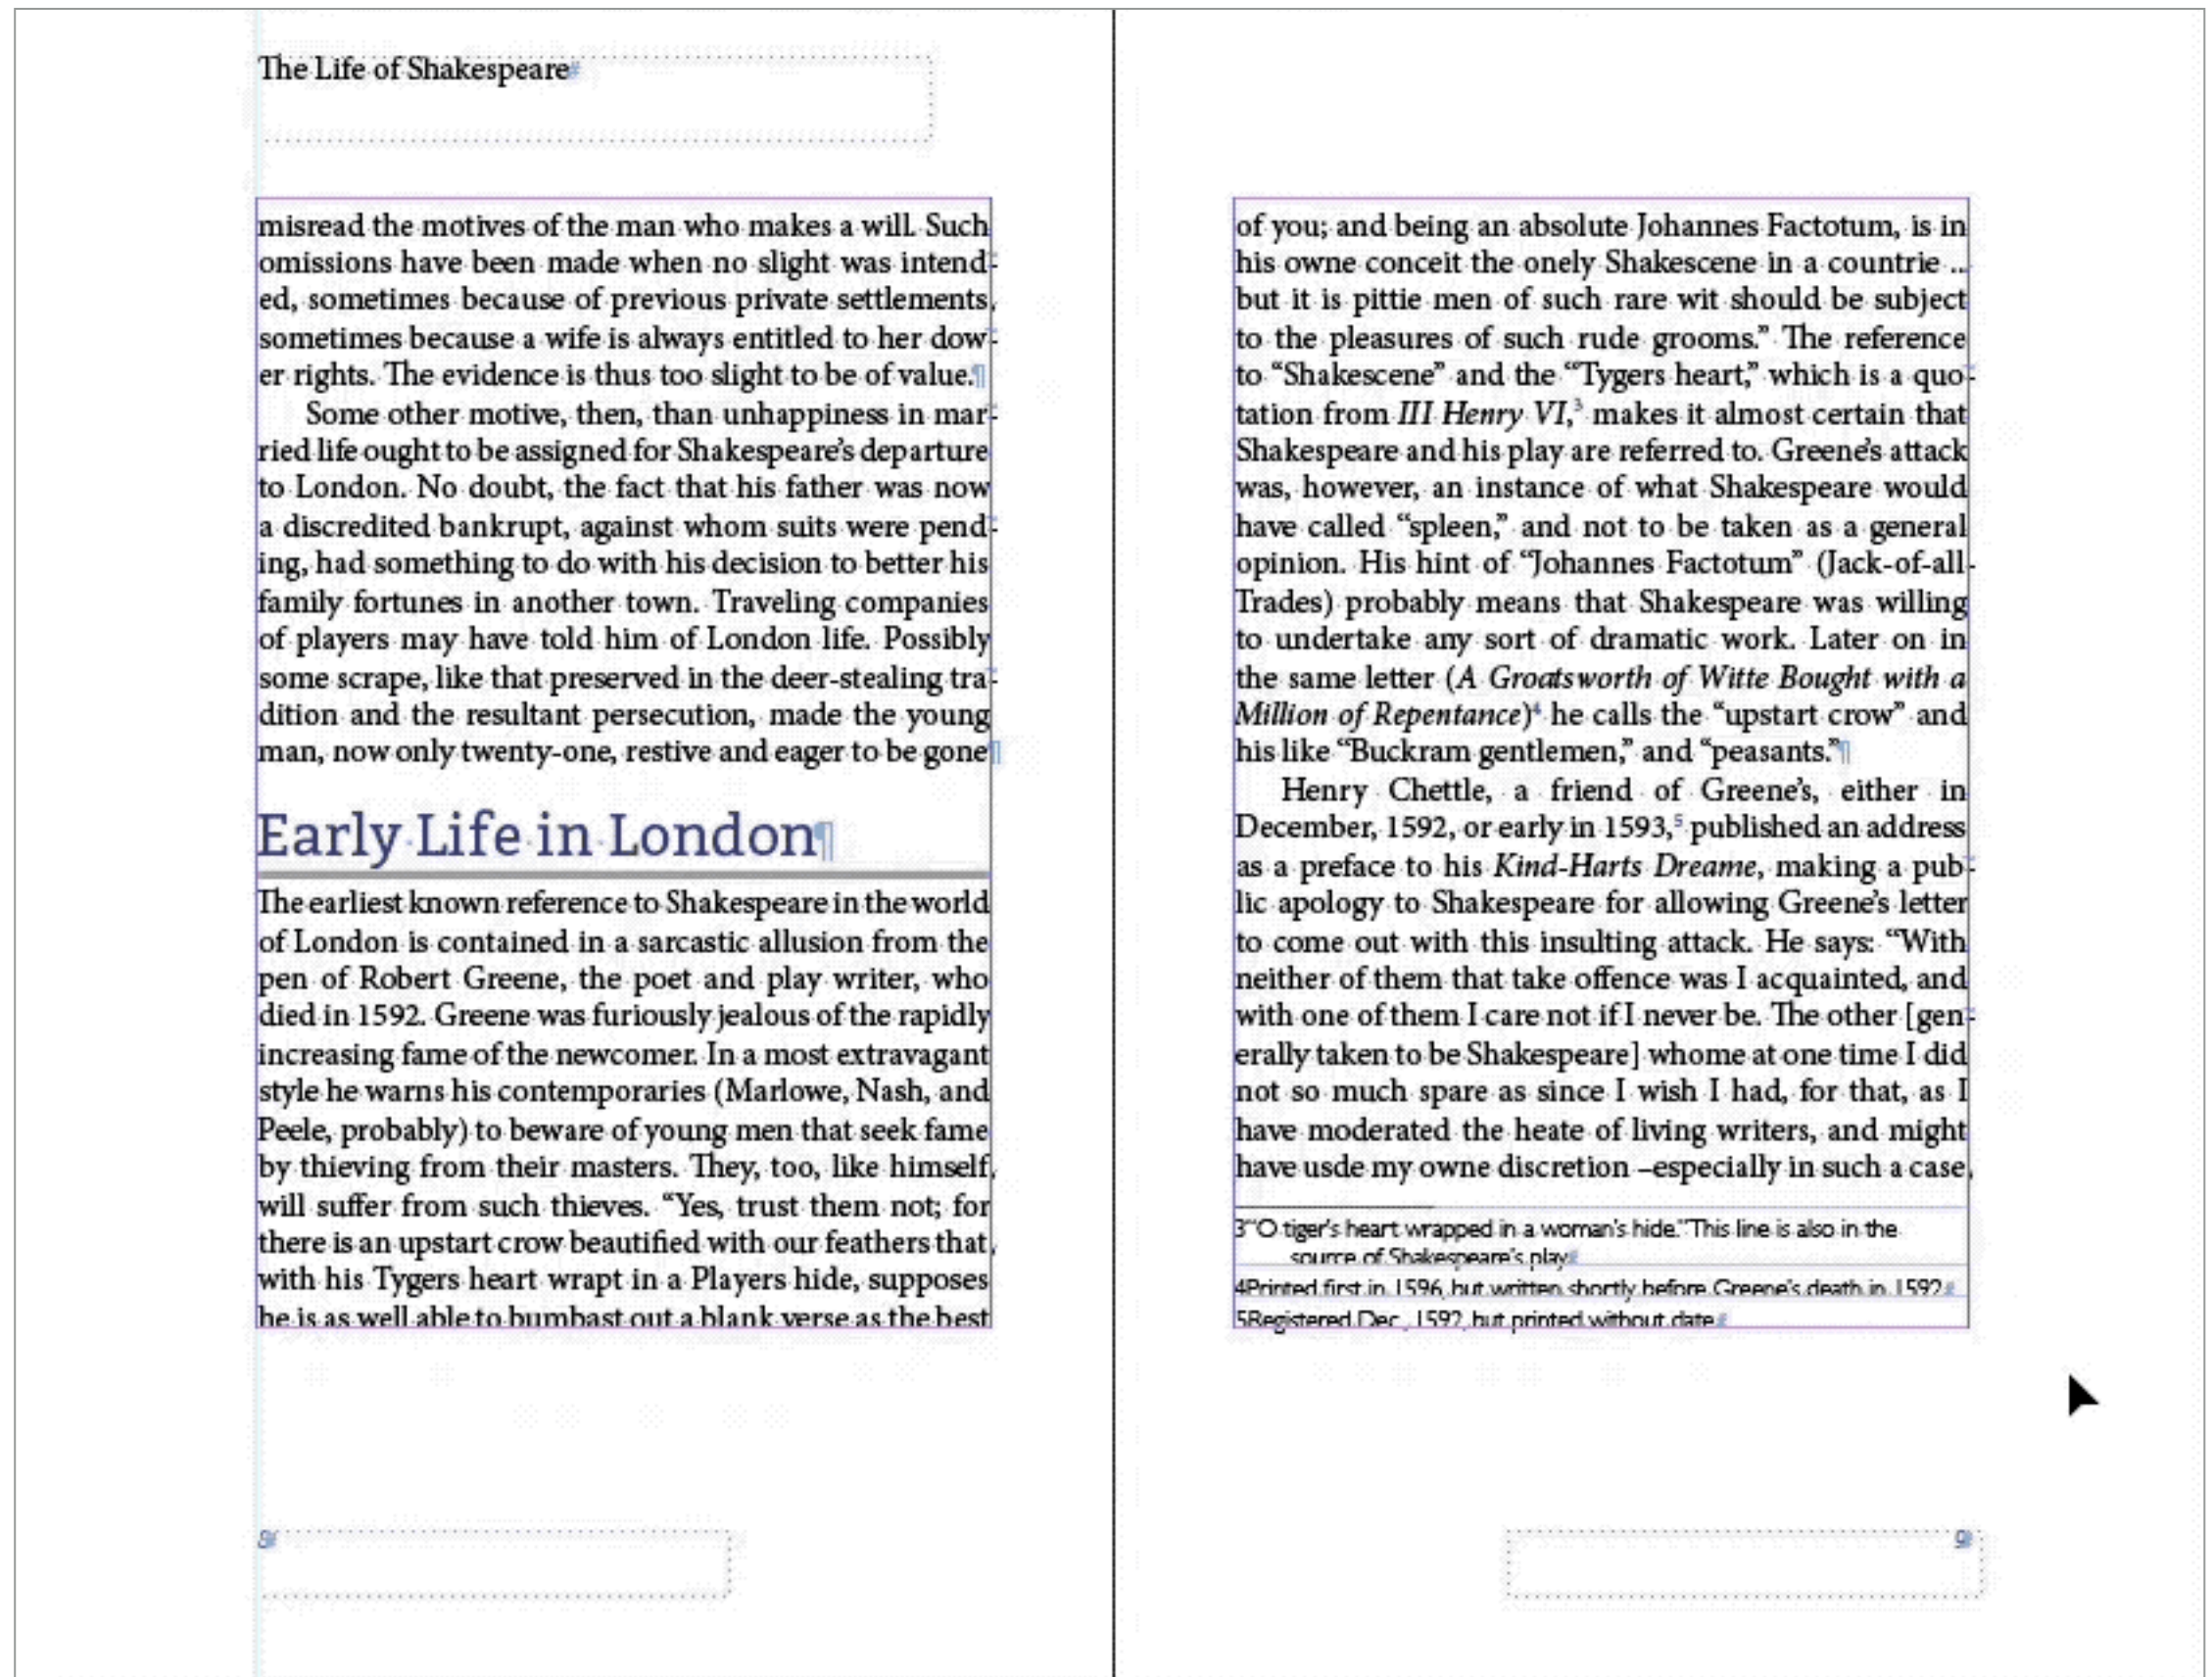 The Life of Shakespeare
misread the motives of the man who makes a will. Such
omissions have been made when no slight was intend-
ed, sometimes because of previous private settlements,
sometimes because a wife is always entitled to her dow-
er rights. The evidence is thus too slight to be of value.
Some other motive, then, than unhappiness in mar-
ried life ought to be assigned for Shakespeare's departure
to London. No doubt, the fact that his father was now
a discredited bankrupt, against whom suits were pend-
ing, had something to do with his decision to better his
family fortunes in another town. Traveling companies
of players may have told him of London life. Possibly
some scrape, like that preserved in the deer-stealing tra-
dition and the resultant persecution, made the young
man, now only twenty-one, restive and eager to be gone
Early Life in London
The earliest known reference to Shakespeare in the world
of London is contained in a sarcastic allusion from the
pen of Robert Greene, the poet and play writer, who
died in 1592. Greene was furiously jealous of the rapidly
increasing fame of the newcomer. In a most extravagant
style he warns his contemporaries (Marlowe, Nash, and
Peele, probably) to beware of young men that seek fame
by thieving from their masters. They, too, like himself,
will suffer from such thieves. “Yes, trust them not; for
there is an upstart crow beautified with our feathers that,
with his Tygers heart wrapt in a Players hide, supposes
he is as well able to bumbast out a blank verse as the best
8
of you; and being an absolute Johannes Factotum, is in
his owne conceit the onely Shakescene in a countrie ...
but it is pittie men of such rare wit should be subject
to the pleasures of such rude grooms.” The reference
to “Shakescene” and the “Tygers heart,” which is a quo-
tation from III Henry VI,3 makes it almost certain that
Shakespeare and his play are referred to. Greene’s attack
was, however, an instance of what Shakespeare would
have called “spleen,” and not to be taken as a general
opinion. His hint of “Johannes Factotum” (Jack-of-all-
Trades) probably means that Shakespeare was willing
to undertake any sort of dramatic work. Later on in
the same letter (A Groatsworth of Witte Bought with a
Million of Repentance)4 he calls the “upstart crow” and
his like “Buckram gentlemen,” and “peasants.”
Henry Chettle, a friend of Greene’s, either in
December, 1592, or early in 1593,5 published an address
as a preface to his Kind-Harts Dreame, making a pub-
lic apology to Shakespeare for allowing Greene’s letter
to come out with this insulting attack. He says: “With
neither of them that take offence was I acquainted, and
with one of them I care not if I never be. The other [gen-
erally taken to be Shakespeare] whome at one time I did
not so much spare as since I wish I had, for that, as I
have moderated the heate of living writers, and might
have usde my owne discretion –especially in such a case,
3“O tiger’s heart wrapped in a woman’s hide.” This line is also in the
source of Shakespeare’s play
4Printed first in 1596, but written shortly before Greene’s death in 1592
5Registered Dec., 1592, but printed without date
9